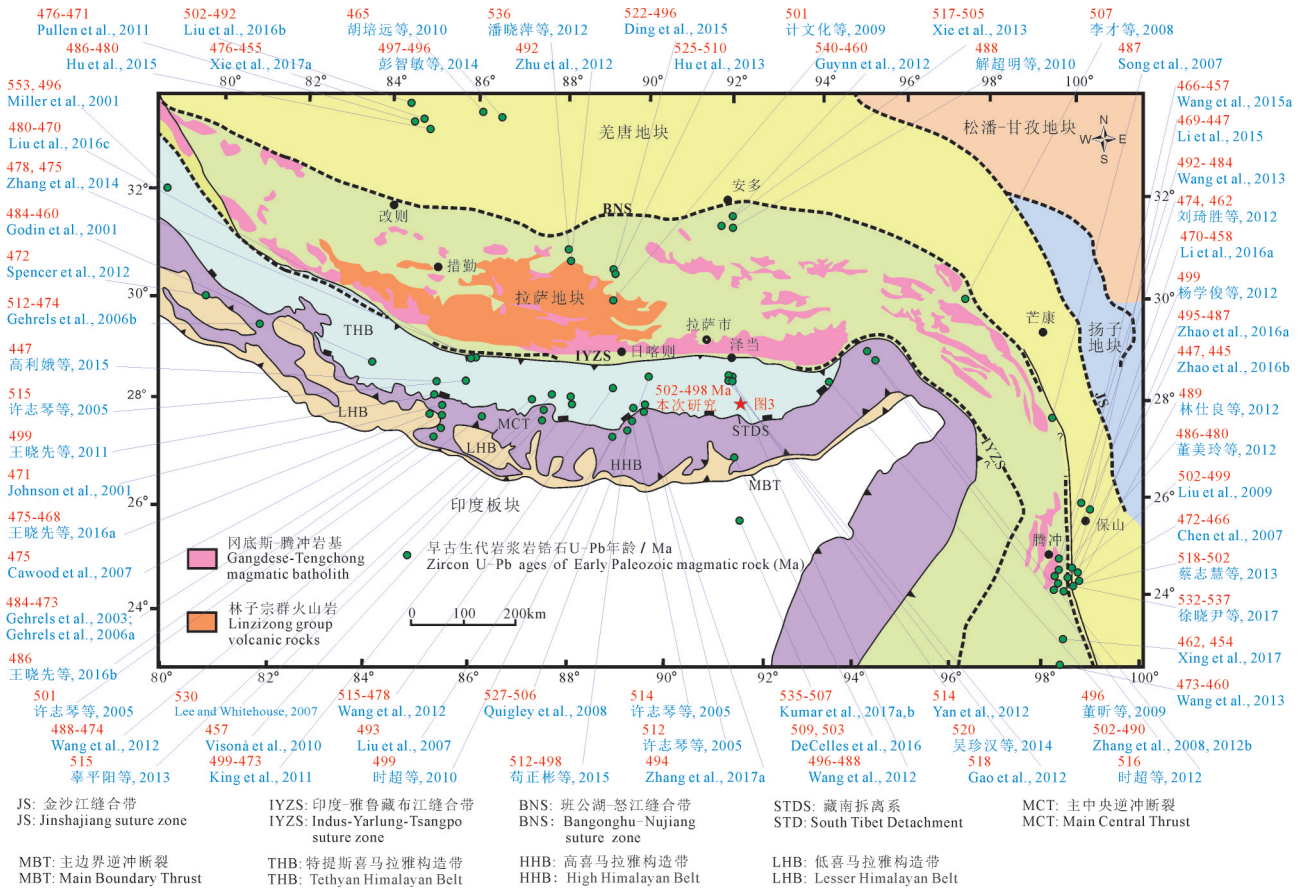 476-471
Pullen et al., 2011
502-492
Liu et al., 2016b
465
胡培远等, 2010
536
潘晓萍等, 2012
522-496
Ding et al., 2015
501
计文化等, 2009
517-505
Xie et al., 2013
507
李才等, 2008
486-480
Hu et al., 2015
476-455
Xie et al., 2017a
497-496
彭智敏等, 2014
492
Zhu et al., 2012
525-510
Hu et al., 2013
540-460
Guynn et al., 2012
488
解超明等, 2010
487
Song et al., 2007
553, 496
Miller et al., 2001
480-470
Liu et al., 2016c
478, 475
Zhang et al., 2014
484-460
Godin et al., 2001
472
Spencer et al., 2012
512-474
Gehrels et al., 2006b
447
高利娥等, 2015
515
许志琴等, 2005
499
王晓先等, 2011
471
Johnson et al., 2001
475-468
王晓先等, 2016a
475
Cawood et al., 2007
484-473
Gehrels et al., 2003;
Gehrels et al., 2006a
486
王晓先等, 2016b
466-457
Wang et al., 2015a
469-447
Li et al., 2015
492-484
Wang et al., 2013
474, 462
刘琦胜等, 2012
470-458
Li et al., 2016a
499
杨学俊等, 2012
495-487
Zhao et al., 2016a
447, 445
Zhao et al., 2016b
489
林仕良等, 2012
486-480
董美玲等, 2012
502-499
Liu et al., 2009
472-466
Chen et al., 2007
518-502
蔡志慧等, 2013
532-537
徐晓尹等, 2017
462, 454
Xing et al., 2017
473-460
Wang et al., 2013
80°
82°
84°
86°
88°
90°
92°
94°
96°
98°
100°
32°
30°
28°
26°
24°
32°
30°
28°
26°
24°
80°
82°
84°
86°
88°
90°
92°
94°
96°
98°
100°
N
W
E
S
羌唐地块
松潘-甘孜地块
安多
BNS
改则
措勤
拉萨地块
拉萨市
芒康
扬子
地块
THB
IYZS
日喀则
泽当
JS
502-498 Ma
本次研究
图3
LHB
MCT
STDS
LHB
HHB
MBT
IYZS
?
?
印度板块
保山
腾冲
冈底斯-腾冲岩基
Gangdese-Tengchong
magmatic batholith
早古生代岩浆岩锆石U-Pb年龄 / Ma
Zircon U-Pb ages of Early Paleozoic magmatic rock (Ma)
林子宗群火山岩
Linzizong group
volcanic rocks
0 100 200km
501
许志琴等, 2005
530
Lee and Whitehouse, 2007
515-478
Wang et al., 2012
527-506
Quigley et al., 2008
514
许志琴等, 2005
535-507
Kumar et al., 2017a,b
514
Yan et al., 2012
496
董昕等, 2009
488-474
Wang et al., 2012
457
Visonà et al., 2010
493
Liu et al., 2007
512
许志琴等, 2005
509, 503
DeCelles et al., 2016
520
吴珍汉等, 2014
502-490
Zhang et al., 2008, 2012b
515
辜平阳等, 2013
499-473
King et al., 2011
499
时超等, 2010
512-498
苟正彬等, 2015
494
Zhang et al., 2017a
496-488
Wang et al., 2012
518
Gao et al., 2012
516
时超等, 2012
JS: 金沙江缝合带
JS: Jinshajiang suture zone
IYZS: 印度-雅鲁藏布江缝合带
IYZS: Indus-Yarlung-Tsangpo
suture zone
BNS: 班公湖-怒江缝合带
BNS: Bangonghu-Nujiang
suture zone
STDS: 藏南拆离系
STD: South Tibet Detachment
MCT: 主中央逆冲断裂
MCT: Main Central Thrust
MBT: 主边界逆冲断裂
MBT: Main Boundary Thrust
THB: 特提斯喜马拉雅构造带
THB: Tethyan Himalayan Belt
HHB: 高喜马拉雅构造带
HHB: High Himalayan Belt
LHB: 低喜马拉雅构造带
LHB: Lesser Himalayan Belt